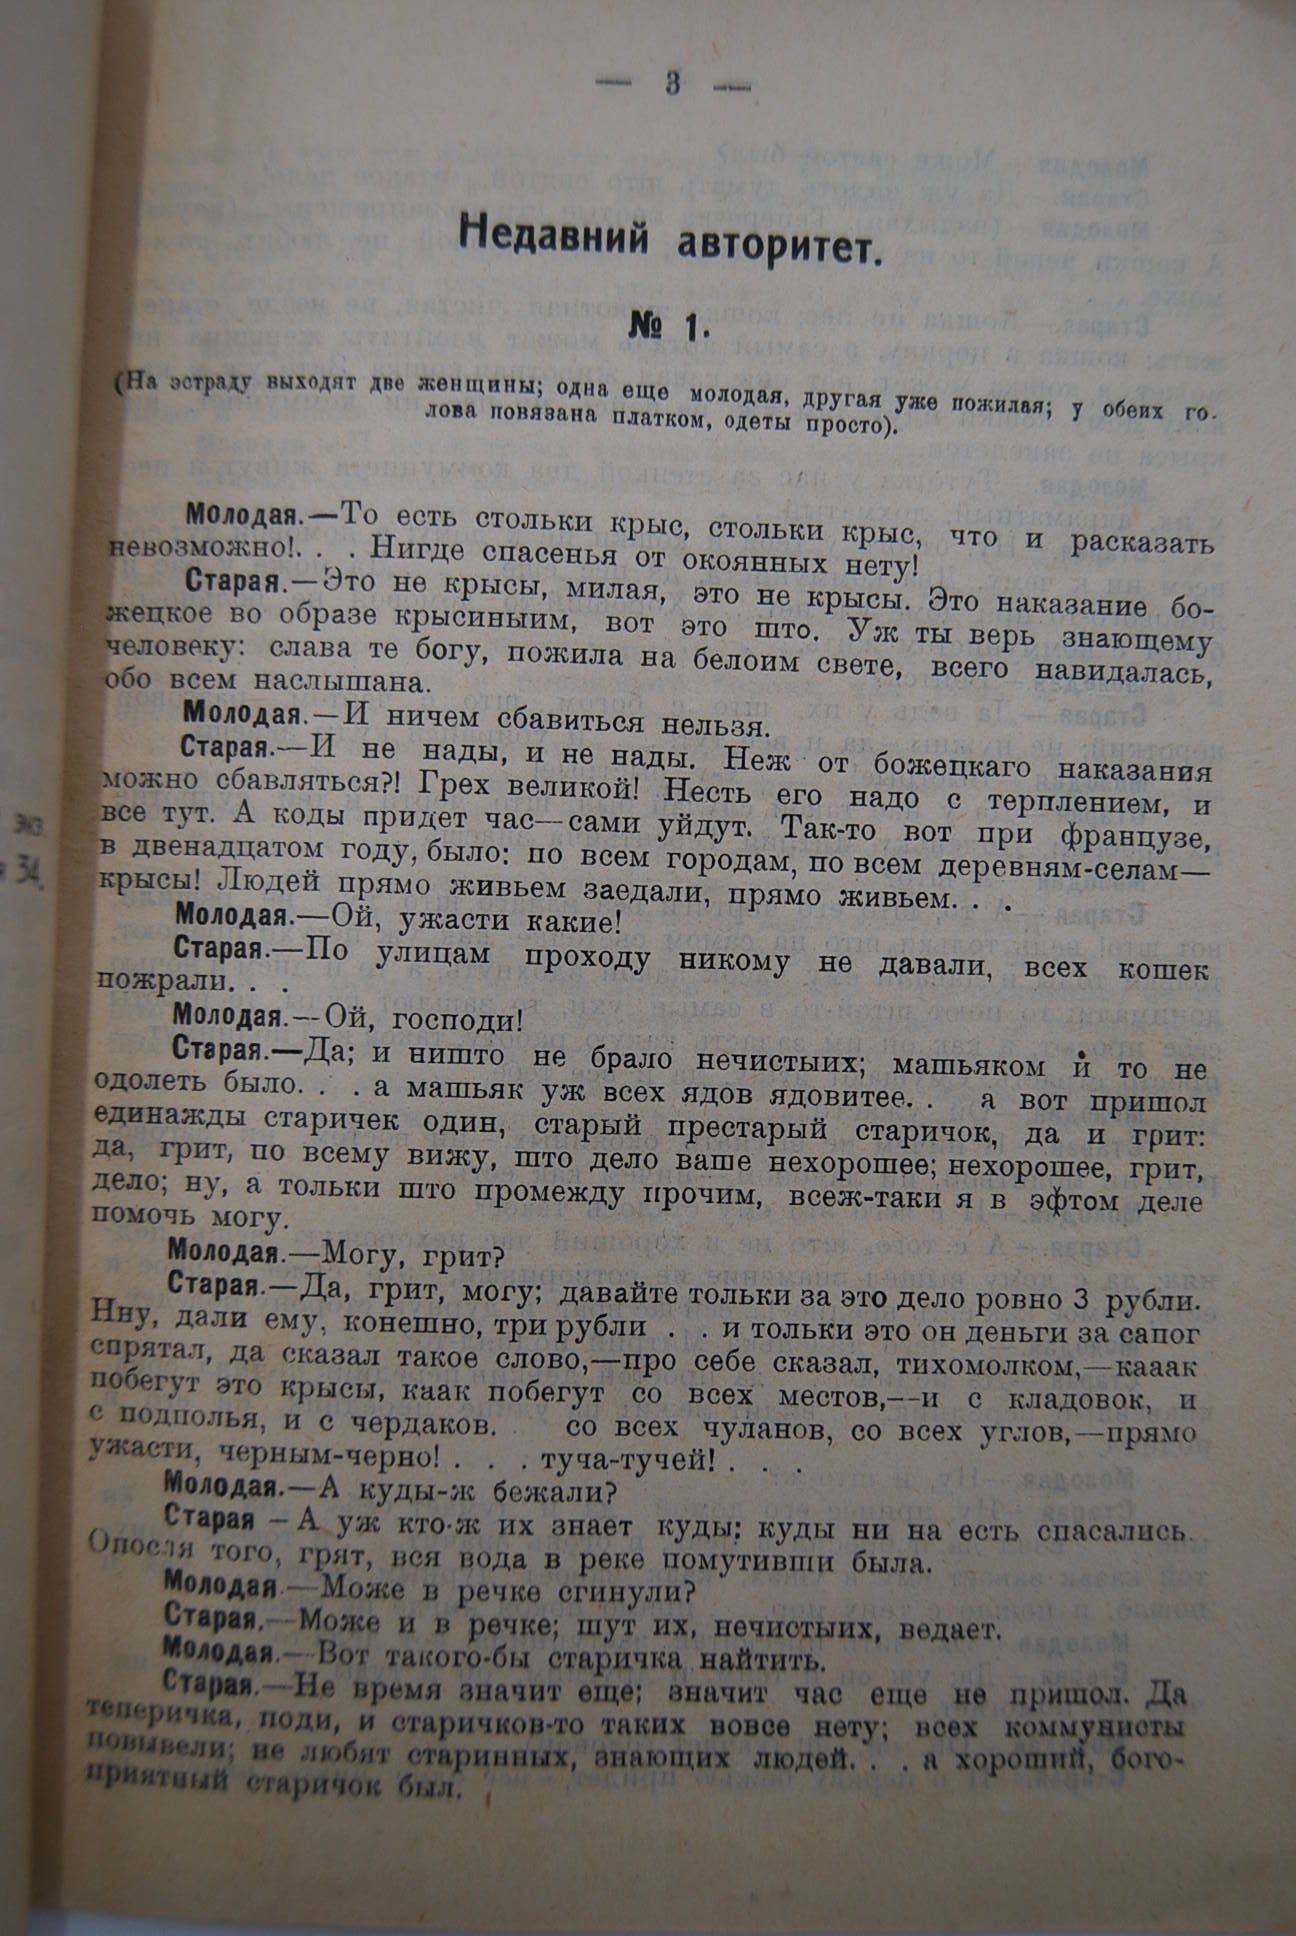 — 3 —
Недавний авторитет.
№ 1.
(На эстраду выходят две женщины; одна еще молодая, другая уже пожилая; у обеих го-
лова повязана платком, одеты просто).
Молодая.—То есть стольки крыс, стольки крыс, что и расказать
невозможно!. . . Нигде спасенья от окоянных нету!
Старая.—Это не крысы, милая, это не крысы. Это наказание бо-
жецкое во образе крысиныим, вот это што. Уж ты верь знающему
человеку: слава те богу, пожила на белоим свете, всего навидалась,
обо всем наслышана.
Молодая.—И ничем сбавиться нельзя.
Старая.—И не нады, и не нады. Неж от божецкаго наказания
можно сбавляться?! Грех великой! Несть его надо с терплением, и
все тут. А коды придет час—сами уйдут. Так-то вот при французе,
в двенадцатом году, было: по всем городам, по всем деревням-селам—
крысы! Людей прямо живьем заедали, прямо живьем. . .
Молодая.—Ой, ужасти какие!
Старая.—По улицам проходу никому не давали, всех кошек
пожрали. . .
Молодая.—Ой, господи!
Старая.—Да; и ништо не брало нечистыих; машьяком и то не
одолеть было. . . а машьяк уж всех ядов ядовитее. . а вот пришол
единажды старичек один, старый престарый старичок, да и грит:
да, грит, по всему вижу, што дело ваше нехорошее; нехорошее, грит,
дело; ну, а тольки што промежду прочим, всеж-таки я в эфтом деле
помочь могу.
Молодая.—Могу, грит?
Старая.—Да, грит, могу; давайте тольки за это дело ровно 3 рубли.
Нну, дали ему, конешно, три рубли . . и тольки это он деньги за сапог
спрятал, да сказал такое слово,—про себе сказал, тихомолком,—кааак
побегут это крысы, каак побегут со всех местов,—и с кладовок, и
с подполья, и с чердаков. со всех чуланов, со всех углов,—прямо
ужасти, черным-черно! . . . туча-тучей! . . .
Молодая.—А куды-ж бежали?
Старая – А уж кто-ж их знает куды; куды ни на есть спасались.
Опосля того, грят, вся вода в реке помутивши была.
Молодая —Може в речке сгинули?
Старая.—Може и в речке; шут их, нечистыих, ведает.
Молодая.—Вот такого-бы старичка найтить.
Старая.—Не время значит еще; значит час еще не пришол. Да
теперичка, поди, и старичков-то таких вовсе нету; всех коммунисты
повывели; не любят старинных, знающих людей. . . а хороший, бого-
приятный старичок был.
эка.
34.